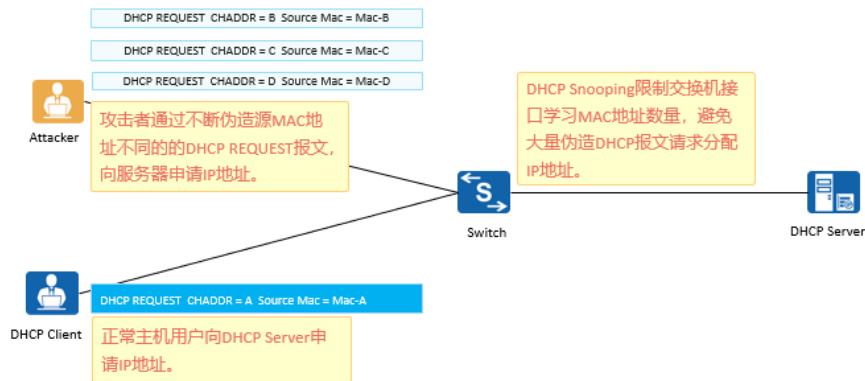 DHCP REQUEST CHADDR = B Source Mac = Mac-B
DHCP REQUEST CHADDR = C Source Mac = Mac-C
DHCP REQUEST CHADDR = D Source Mac = Mac-D
Attacker
攻击者通过不断伪造源MAC地
址不同的的DHCP REQUEST报文,
向服务器申请IP地址。
DHCP Snooping限制交换机接
口学习MAC地址数量，避免
大量伪造DHCP报文请求分配
IP地址。
S
Switch
DHCP Server
DHCP REQUEST CHADDR = A Source Mac = Mac-A
DHCP Client
正常主机用户向DHCP Server申
请IP地址。